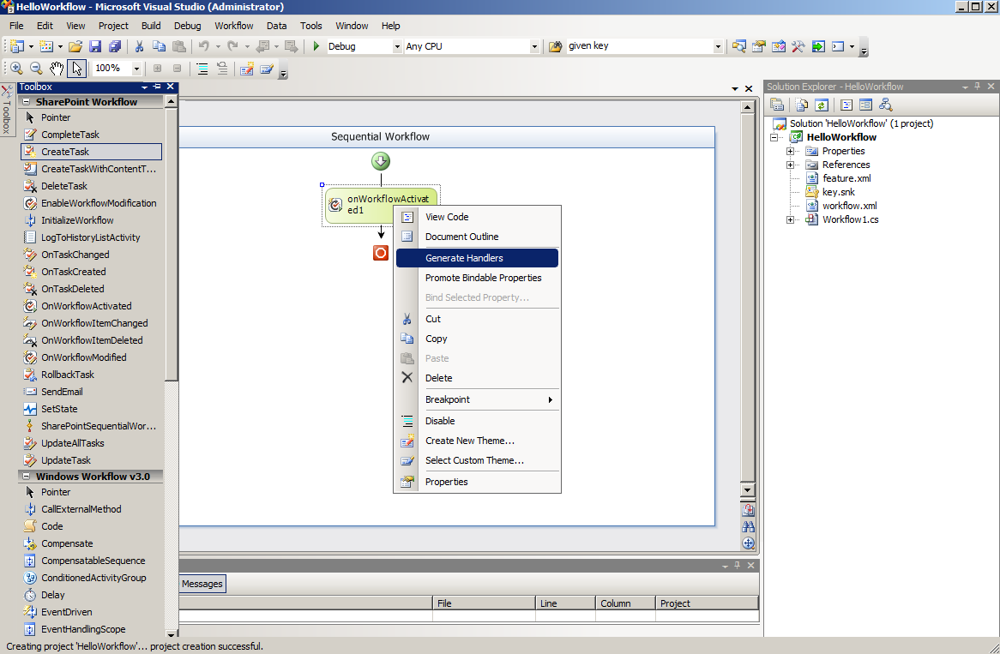 HelloWorkflow - Microsoft Visual Studio (Administrator)
File Edit View Project Build Debug Workflow Data Tools Window Help
Debug Any CPU given key
100%
Toolbox
Toolbox
SharePoint Workflow
Pointer
CompleteTask
CreateTask
CreateTaskWithContentT...
DeleteTask
EnableWorkflowModification
InitializeWorkflow
LogToHistoryListActivity
OnTaskChanged
OnTaskCreated
OnTaskDeleted
OnWorkflowActivated
OnWorkflowItemChanged
OnWorkflowItemDeleted
OnWorkflowModified
RollbackTask
SendEmail
SetState
SharePointSequentialWor...
UpdateAllTasks
UpdateTask
Windows Workflow v3.0
Pointer
CallExternalMethod
Code
Compensate
CompensatableSequence
ConditionedActivityGroup
Delay
EventDriven
EventHandlingScope
Sequential Workflow
onWorkflowActivat
ed1
View Code
Document Outline
Generate Handlers
Promote Bindable Properties
Bind Selected Property...
Cut
Copy
Paste
Delete
Breakpoint
Disable
Create New Theme...
Select Custom Theme...
Properties
Messages
File Line Column Project
Solution Explorer - HelloWorkflow
Solution 'HelloWorkflow' (1 project)
HelloWorkflow
Properties
References
feature.xml
key.snk
workflow.xml
Workflow1.cs
Creating project 'HelloWorkflow'... project creation successful.